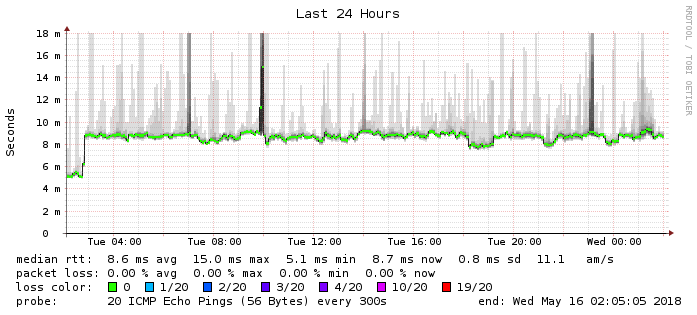 Last 24 Hours
RRDTOOL / TOBI OETIKER
Seconds
18 m
16 m
14 m
12 m
10 m
8 m
6 m
4 m
2 m
0
Tue 04:00 Tue 08:00 Tue 12:00 Tue 16:00 Tue 20:00 Wed 00:00
median rtt: 8.6 ms avg 15.0 ms max 5.1 ms min 8.7 ms now 0.8 ms sd 11.1 am/s
packet loss: 0.00 % avg 0.00 % max 0.00 % min 0.00 % now
loss color: 0 1/20 2/20 3/20 4/20 10/20 19/20
probe: 20 ICMP Echo Pings (56 Bytes) every 300s end: Wed May 16 02:05:05 2018